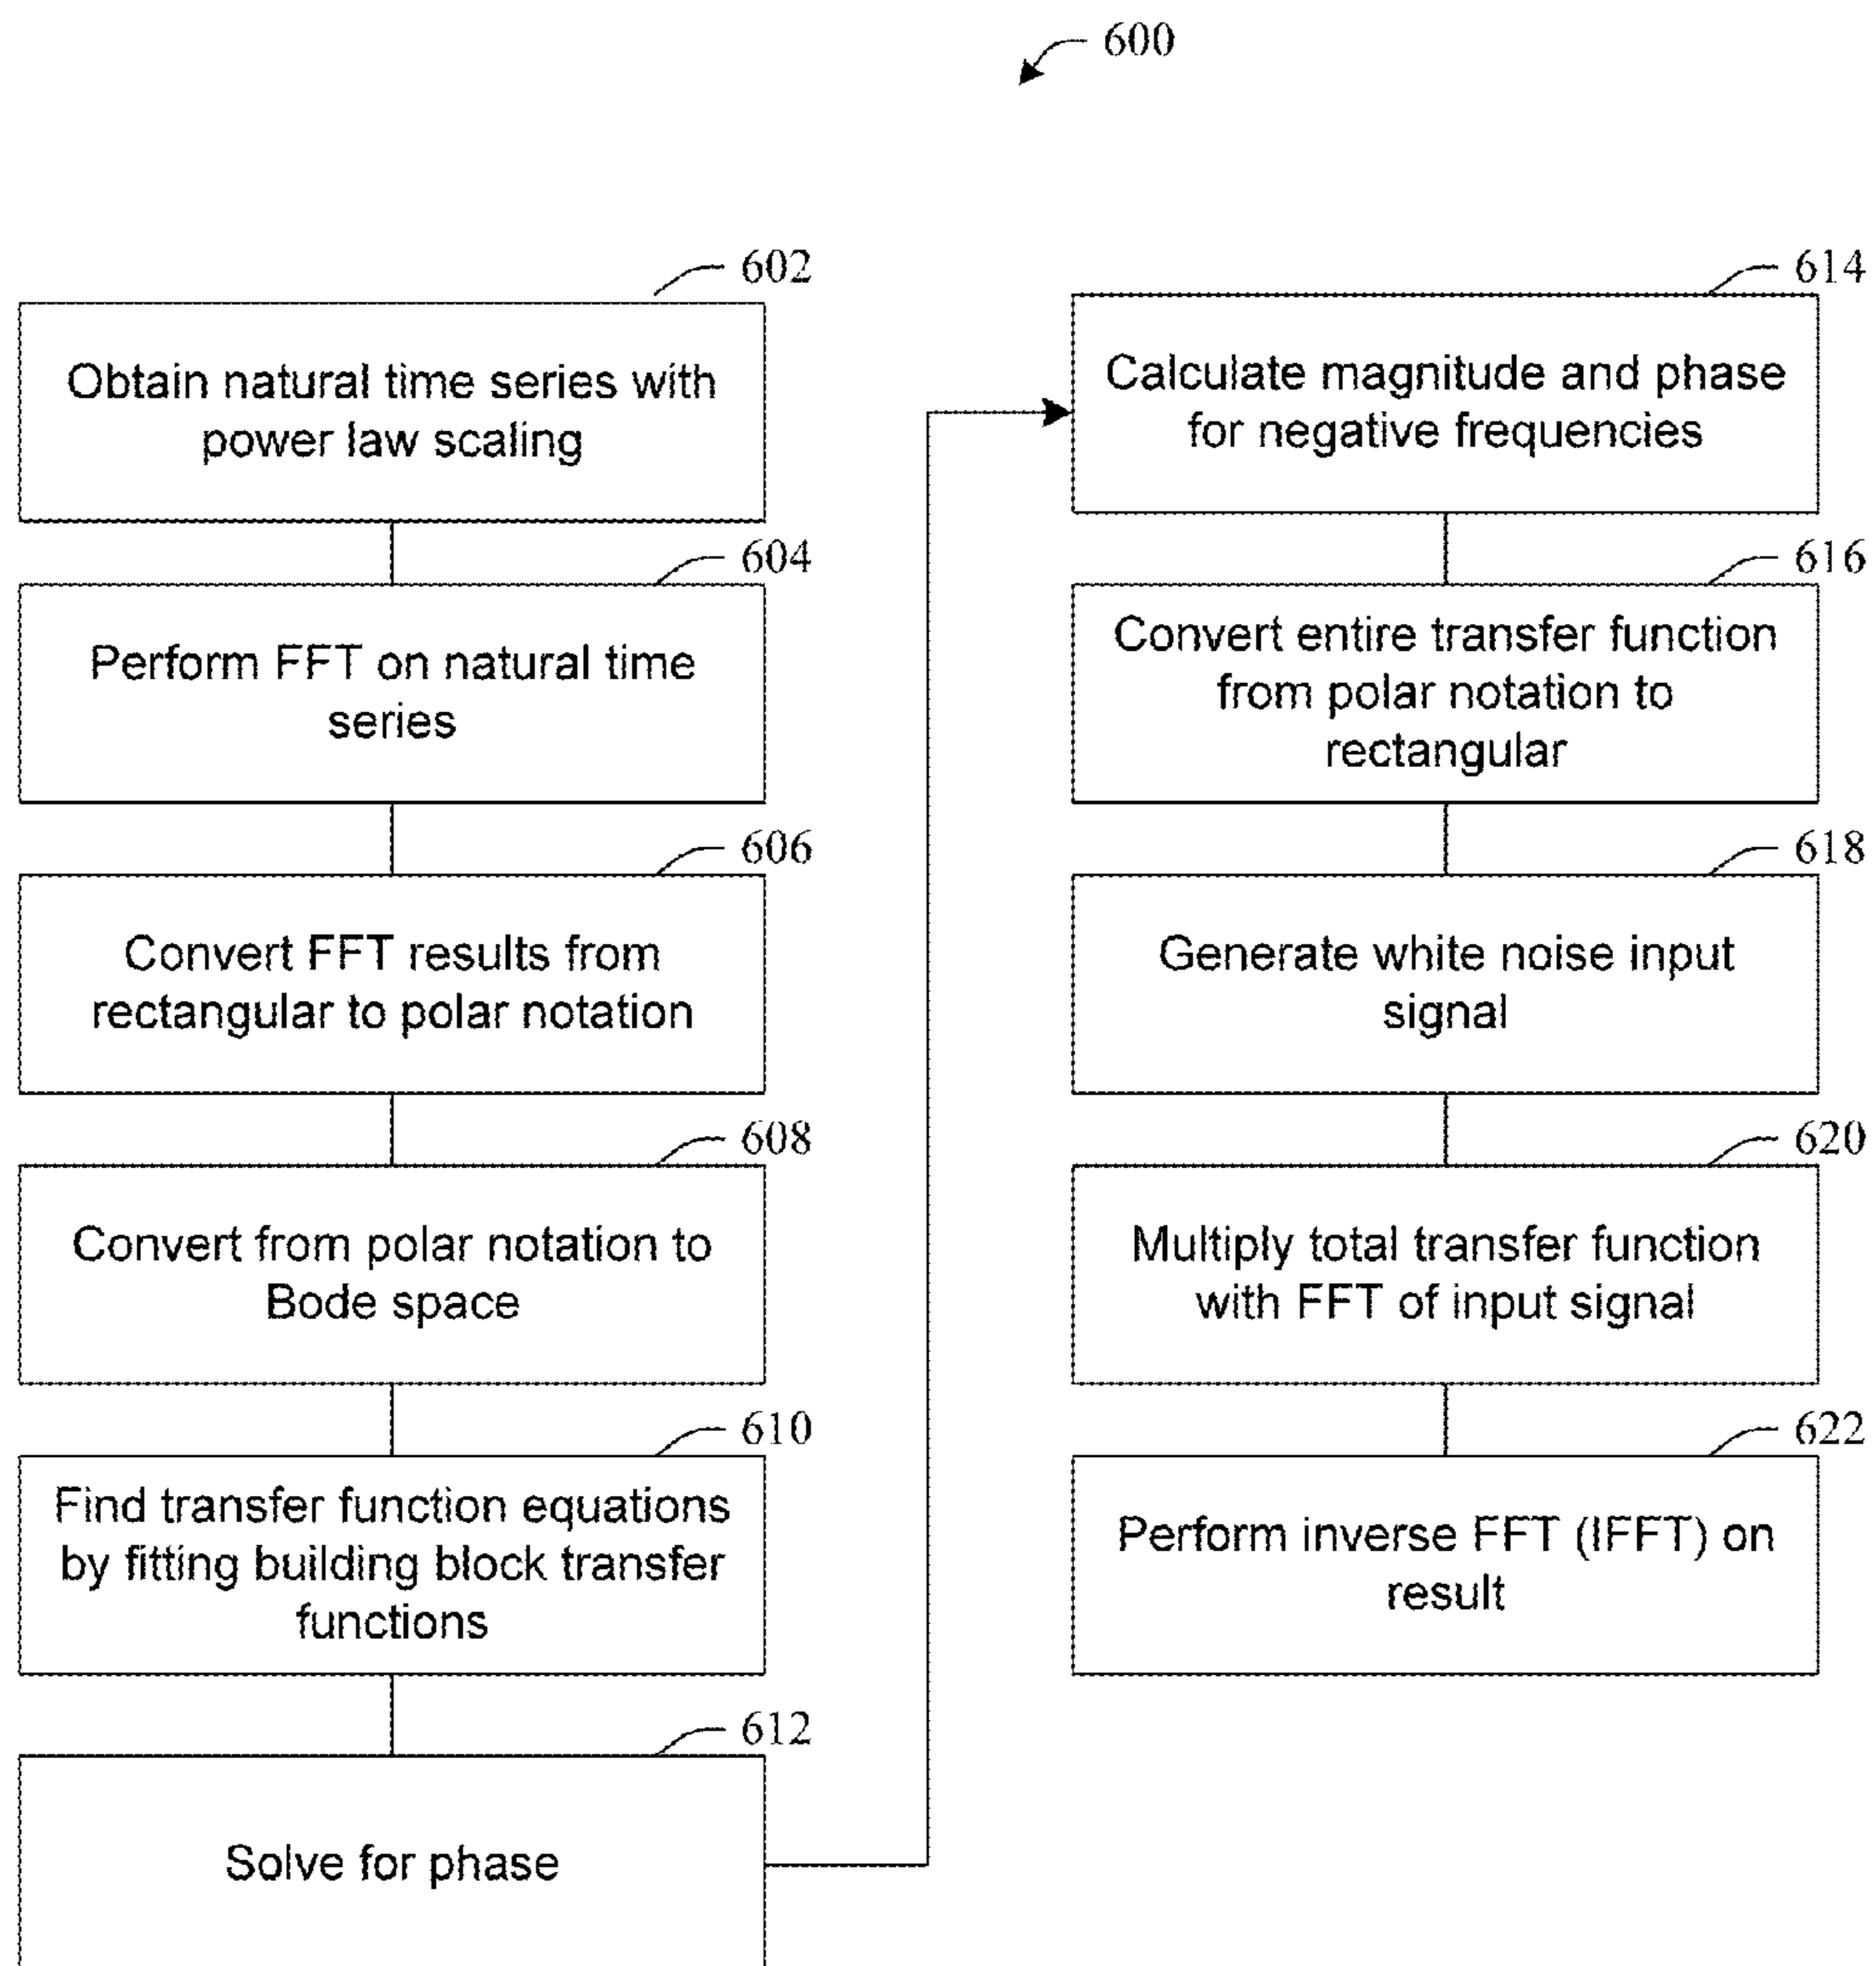 600
602
Obtain natural time series with
power law scaling
604
Perform FFT on natural time
series
606
Convert FFT results from
rectangular to polar notation
608
Convert from polar notation to
Bode space
610
Find transfer function equations
by fitting building block transfer
functions
612
Solve for phase
614
Calculate magnitude and phase
for negative frequencies
616
Convert entire transfer function
from polar notation to
rectangular
618
Generate white noise input
signal
620
Multiply total transfer function
with FFT of input signal
622
Perform inverse FFT (IFFT) on
result